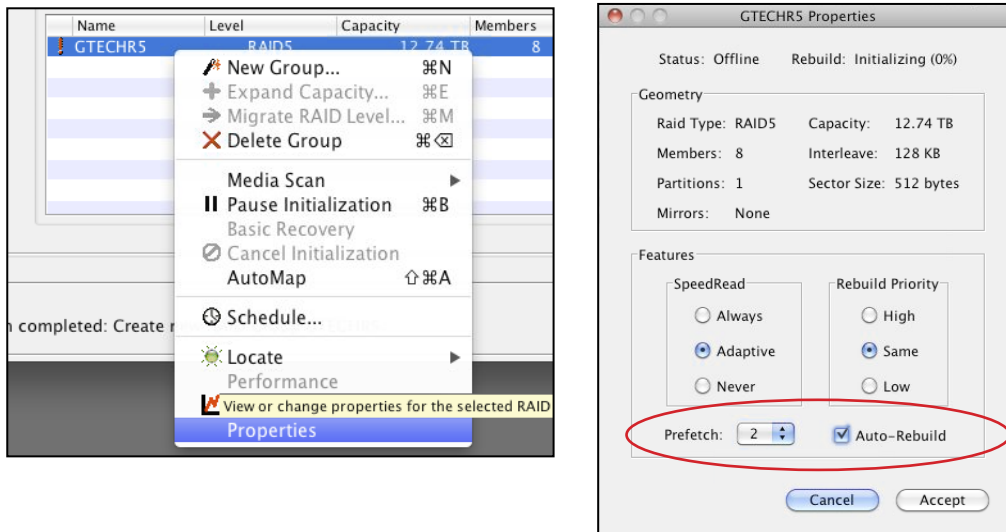 Name Level Capacity Members
GTECHR5 RAID5 12.74 TB 8
New Group... ⌘N
Expand Capacity... ⌘E
Migrate RAID Level... ⌘M
Delete Group ⌘⌫
Media Scan
Pause Initialization ⌘B
Basic Recovery
Cancel Initialization
AutoMap ⇧⌘A
n completed: Create
Schedule...
Locate
Performance
View or change properties for the selected RAID
Properties
GTECHR5 Properties
Status: Offline Rebuild: Initializing (0%)
Geometry
Raid Type: RAID5 Capacity: 12.74 TB
Members: 8 Interleave: 128 KB
Partitions: 1 Sector Size: 512 bytes
Mirrors: None
Features
SpeedRead Rebuild Priority
Always High
Adaptive Same
Never Low
Prefetch: 2 Auto-Rebuild
Cancel Accept